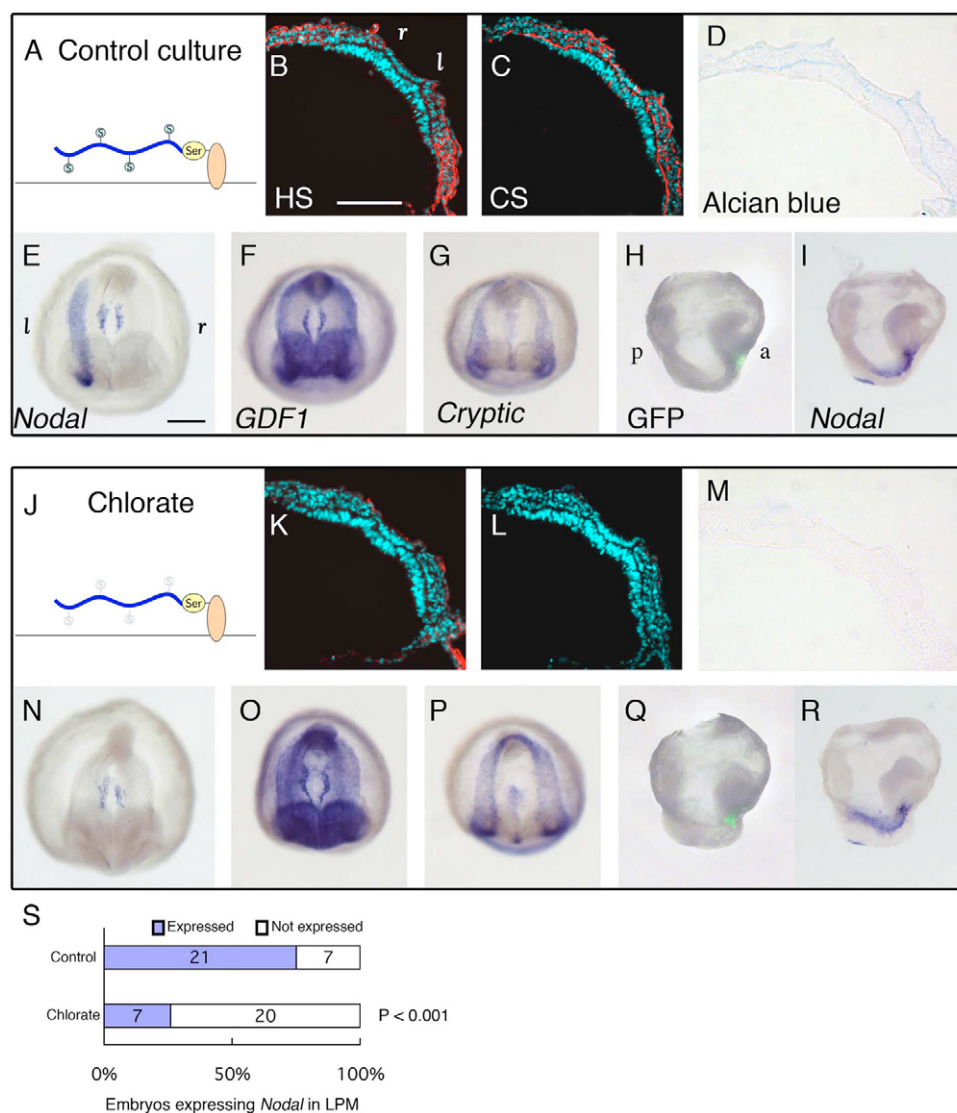 A Control culture
S S S S Ser
B r l HS
C CS
D Alcian blue
E l r Nodal
F GDF1
G Cryptic
H p a GFP
I Nodal
J Chlorate
S S S S Ser
K
L
M
N
O
P
Q
R
S
Expressed Not expressed
Control 21 7
Chlorate 7 20 P < 0.001
0% 50% 100%
Embryos expressing Nodal in LPM